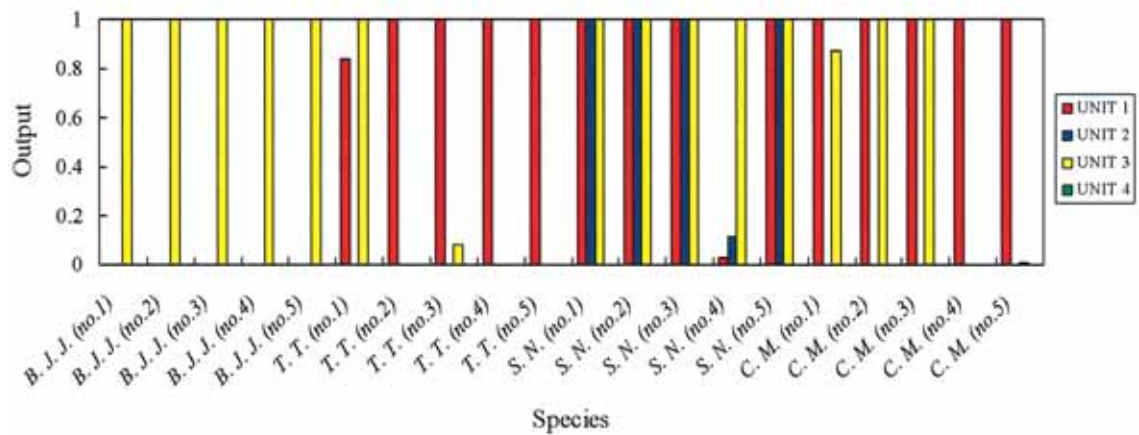 1
0.8
0.6
0.4
0.2
0
Output
B. J. J. (no.1)
B. J. J. (no.2)
B. J. J. (no.3)
B. J. J. (no.4)
B. J. J. (no.5)
T. T. (no.1)
T. T. (no.2)
T. T. (no.3)
T. T. (no.4)
T. T. (no.5)
S. N. (no.1)
S. N. (no.2)
S. N. (no.3)
S. N. (no.4)
S. N. (no.5)
C. M. (no.1)
C. M. (no.2)
C. M. (no.3)
C. M. (no.4)
C. M. (no.5)
Species
UNIT 1
UNIT 2
UNIT 3
UNIT 4